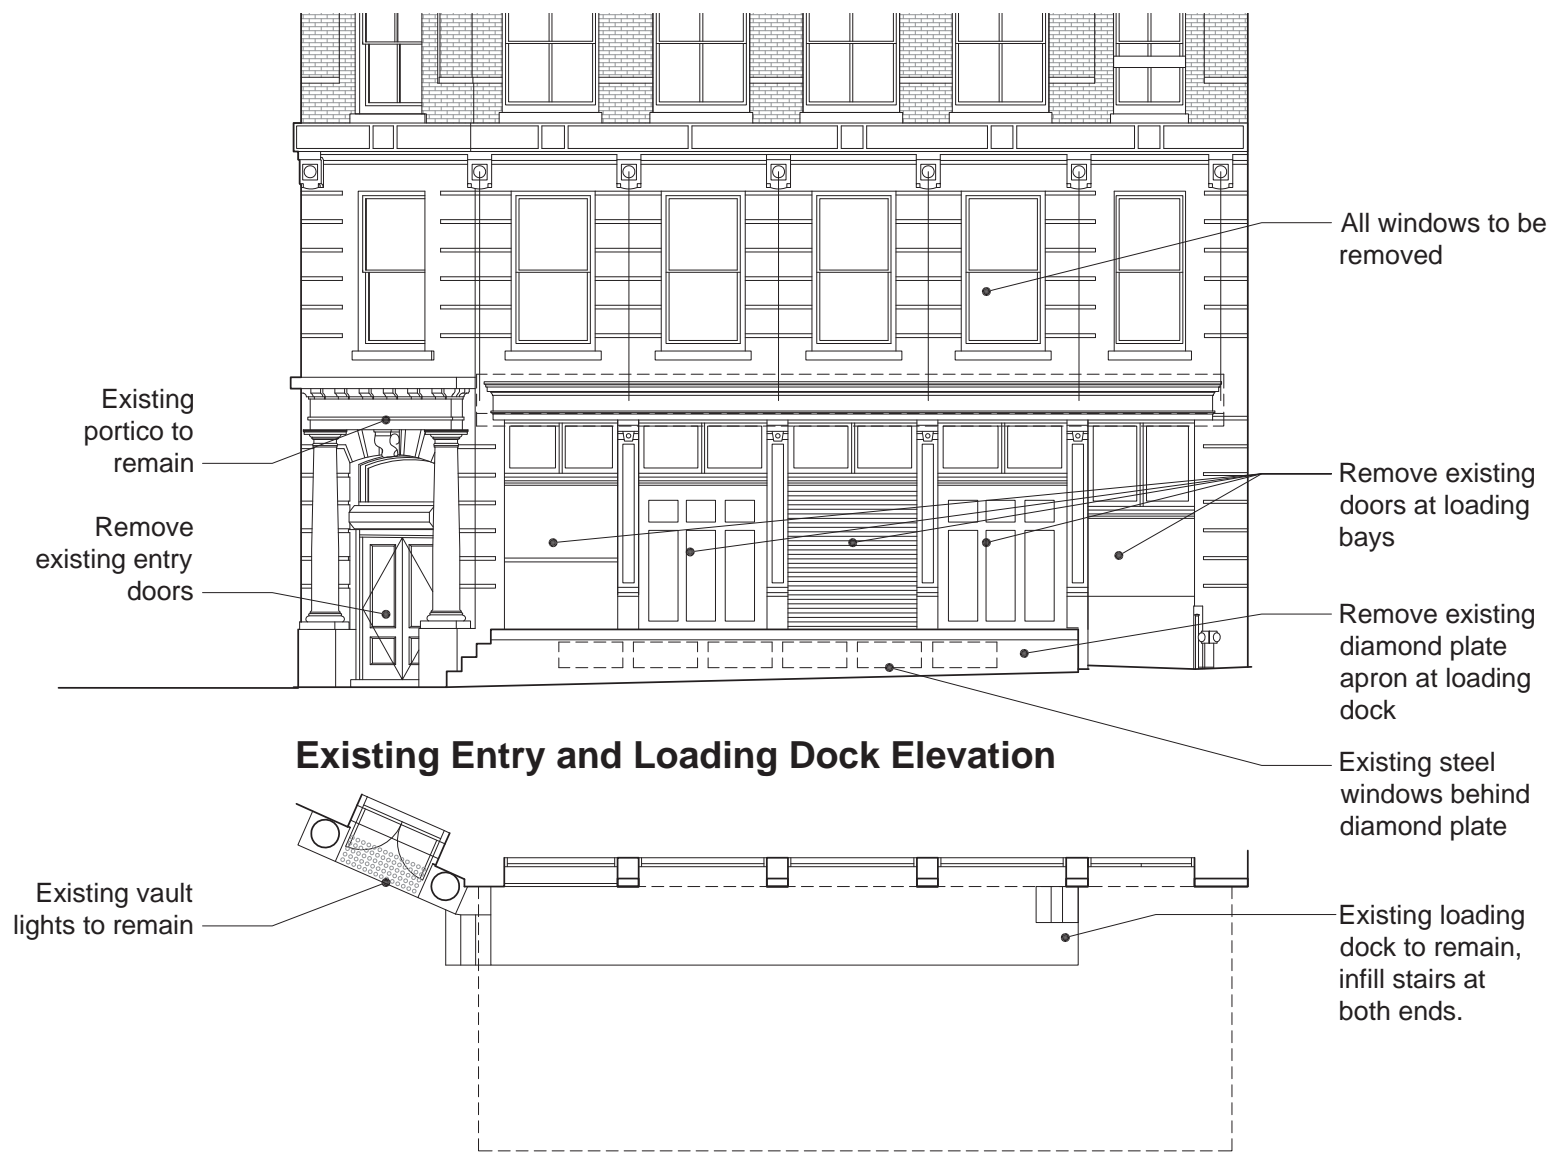 All windows to be
removed
Existing
portico to
remain
Remove
existing entry
doors
Remove existing
doors at loading
bays
Remove existing
diamond plate
apron at loading
dock
Existing Entry and Loading Dock Elevation
Existing steel
windows behind
diamond plate
Existing vault
lights to remain
Existing loading
dock to remain,
infill stairs at
both ends.